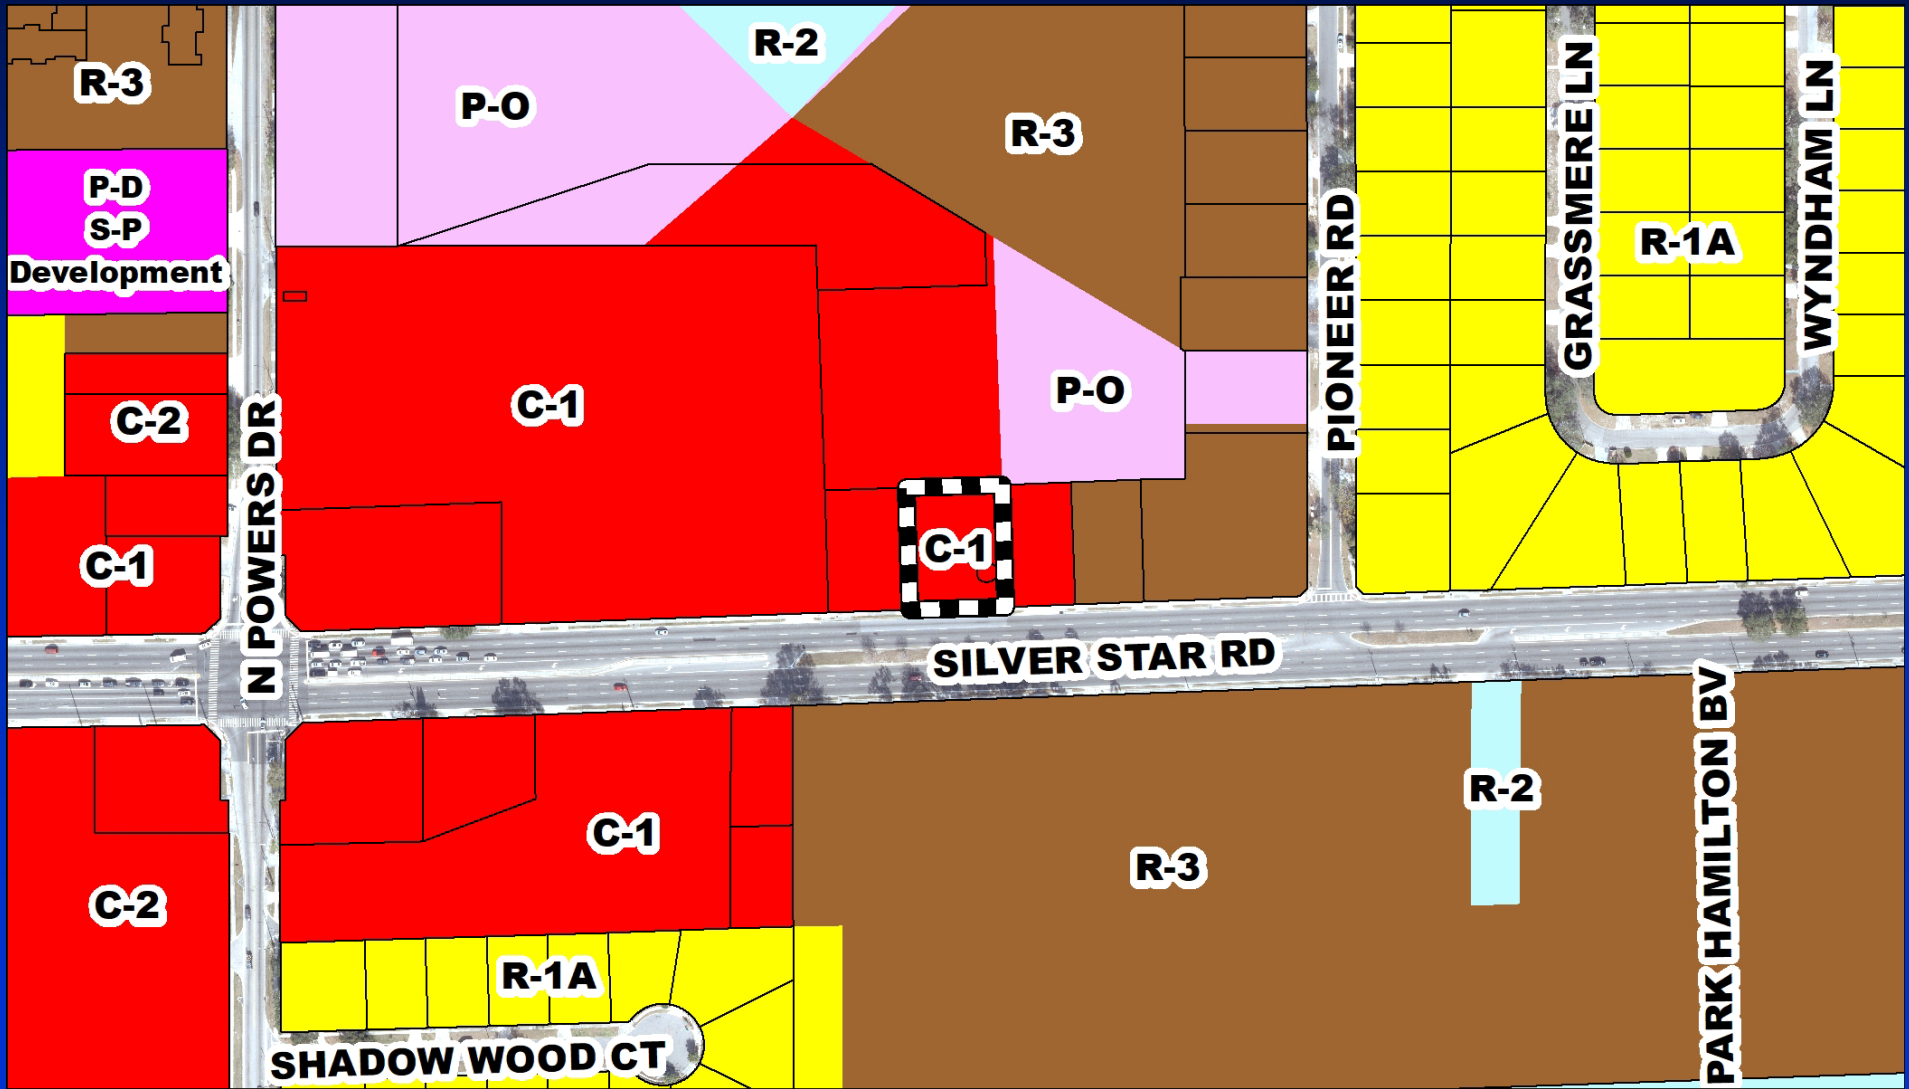 R-2
R-3
P-O
R-3
GRASSMERE LN
WYNDHAM LN
P-D
S-P
Development
PIONEER RD
R-1A
C-2
C-1
P-O
N POWERS DR
C-1
C-1
SILVER STAR RD
C-1
R-3
R-2
PARK HAMILTON BV
C-2
R-1A
SHADOW WOOD CT